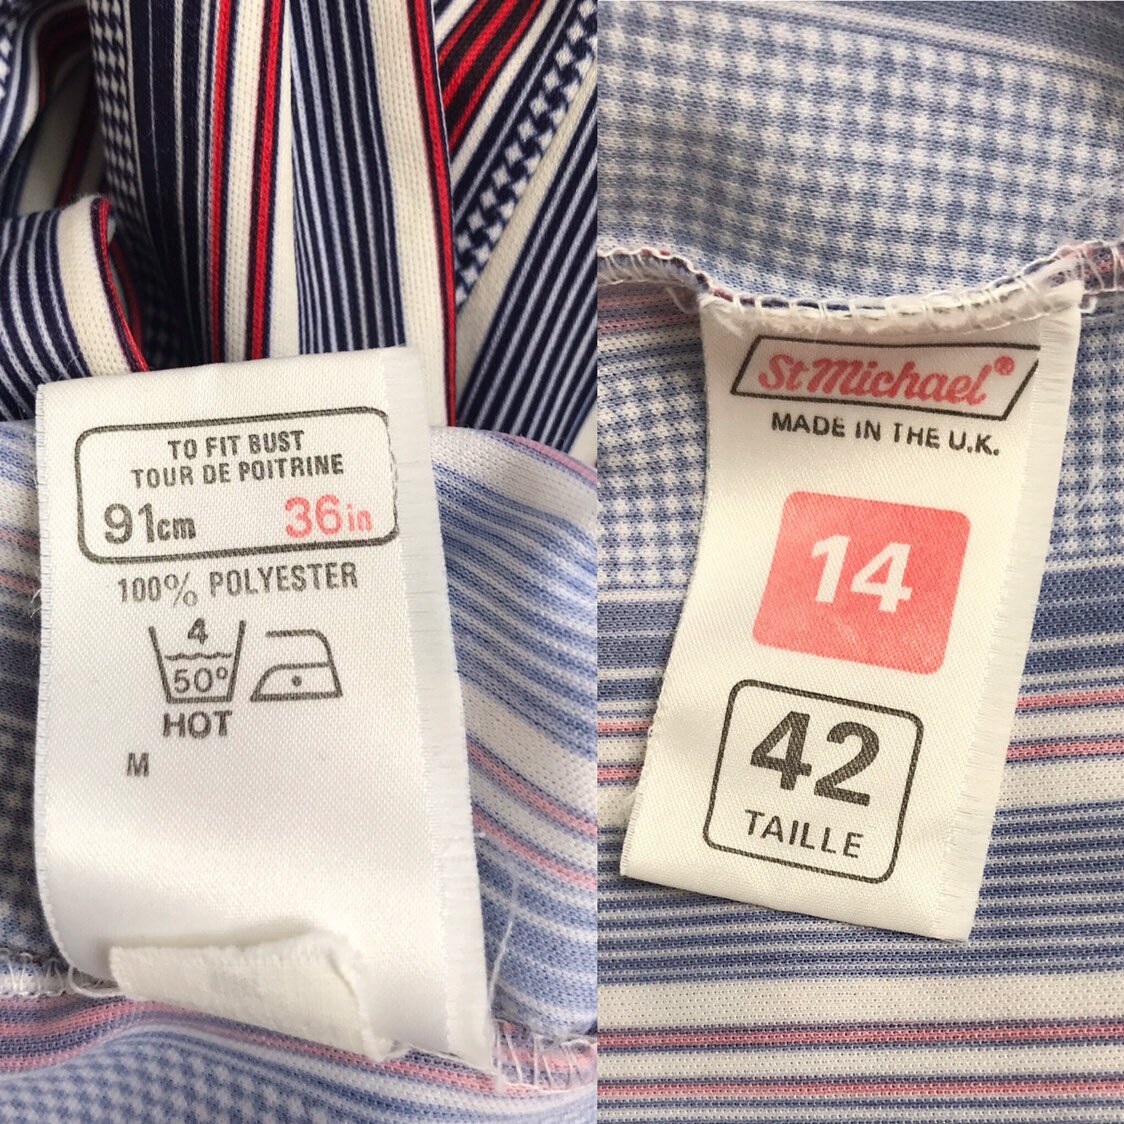 TO FIT BUST
TOUR DE POITRINE
91cm 36in
100% POLYESTER
4
50°
HOT
M
St Michael®
MADE IN THE U.K.
14
42
TAILLE